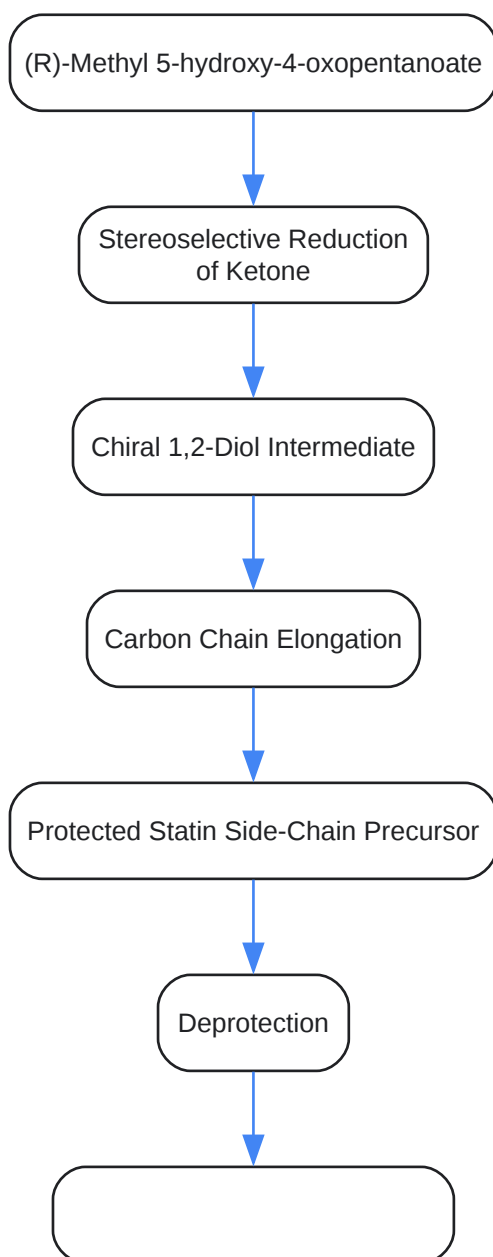 (R)-Methyl 5-hydroxy-4-oxopentanoate
Stereoselective Reduction
of Ketone
Chiral 1,2-Diol Intermediate
Carbon Chain Elongation
Protected Statin Side-Chain Precursor
Deprotection